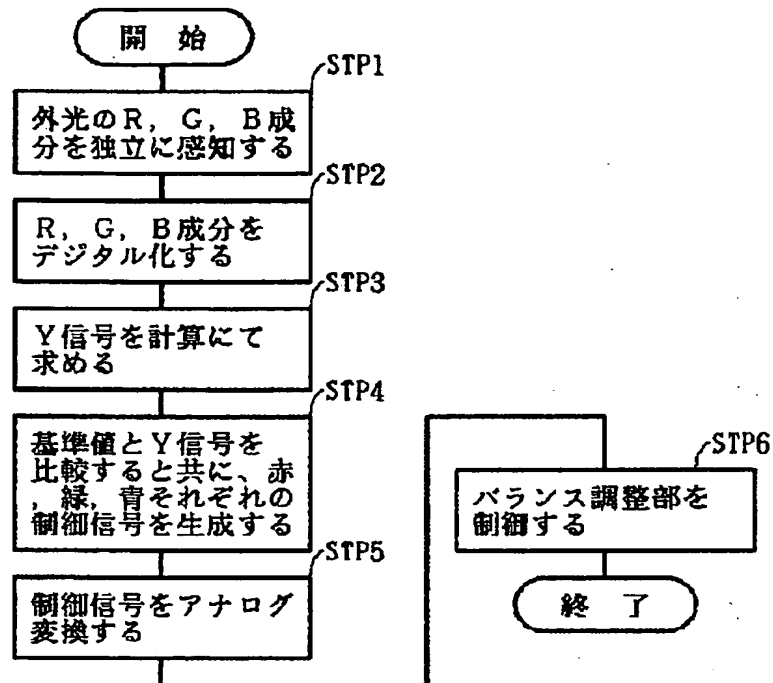 開 始
STP1
外光のR, G, B成
分を独立に感知する
STP2
R, G, B成分を
デジタル化する
STP3
Y信号を計算にて
求める
STP4
基準値とY信号を
比較すると共に、赤
, 緑, 青それぞれの
制御信号を生成する
STP5
制御信号をアナログ
変換する
STP6
バランス調整部を
制御する
終 了